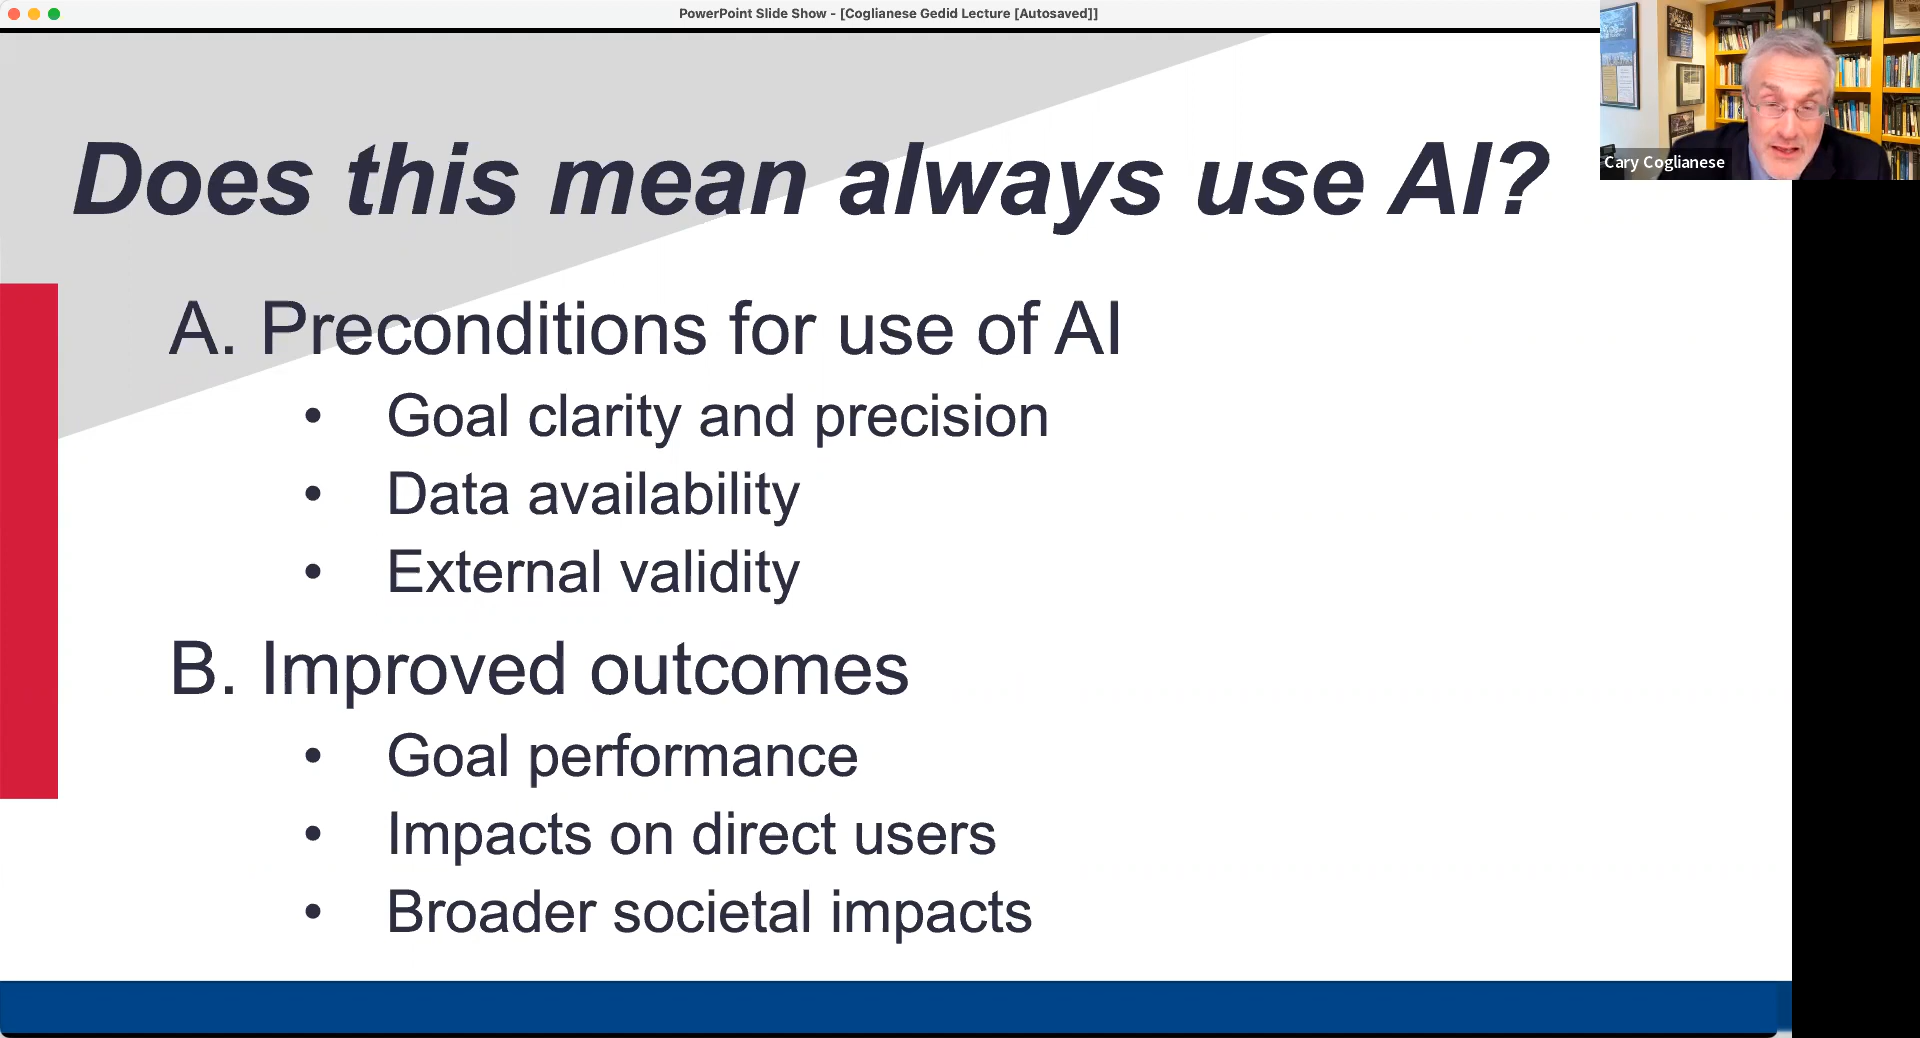 PowerPoint Slide Show - [Coglianese Gedid Lecture [Autosaved]]
Does this mean always use AI?
A. Preconditions for use of AI
• Goal clarity and precision
• Data availability
• External validity
B. Improved outcomes
• Goal performance
• Impacts on direct users
• Broader societal impacts
Cary Coglianese